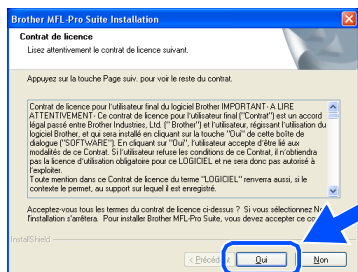 Brother MFL-Pro Suite Installation
Contrat de licence
Lisez attentivement le contrat de licence suivant.
Appuyez sur la touche Page suiv. pour voir le reste du contrat.
Contrat de licence pour l'utilisateur final du logiciel Brother IMPORTANT - A LIRE
ATTENTIVEMENT - Ce contrat de licence pour l'utilisateur final ("Contrat") est un accord
légal passé entre Brother Industries, Ltd. (" Brother") et l'utilisateur, régissant l'utilisation du
logiciel Brother, et qui sera installé en cliquant sur la touche "Oui" de cette boîte de
dialogue ("SOFTWARE"). En cliquant sur "Oui", l'utilisateur accepte d'être lié aux
modalités de ce Contrat. Si l'utilisateur refuse les conditions de ce Contrat, il n'obtiendra
pas la licence d'utilisation obligatoire pour ce LOGICIEL et ne sera donc pas autorisé à
l'exploiter.
Toute mention dans ce Contrat de licence du terme "LOGICIEL" renverra aussi, si le
contexte le permet, au support sur lequel il est enregistré.
Acceptez-vous tous les termes du contrat de licence ci-dessus ? Si vous sélectionnez
l'installation s'arrêtera. Pour installer Brother MFL-Pro Suite, vous devez accepter ce
InstallShield
< Précédent
Oui
Non